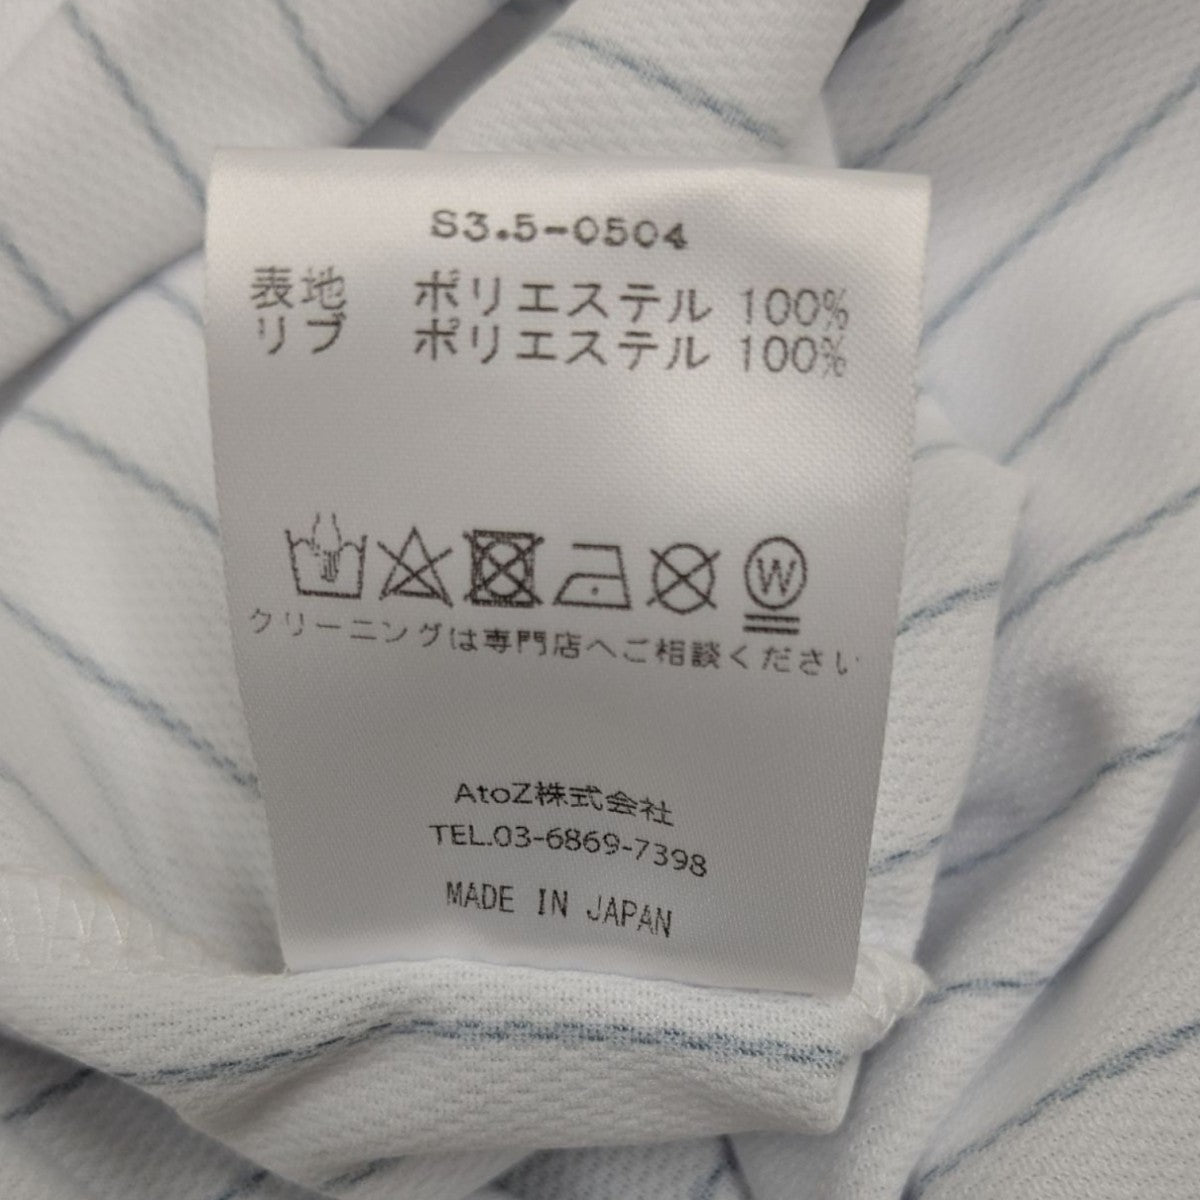 S3.5-0504
表地 ポリエステル 100%
リブ ポリエステル 100%
W
クリーニングは専門店へご相談ください
AtoZ株式会社
TEL.03-6869-7398
MADE IN JAPAN